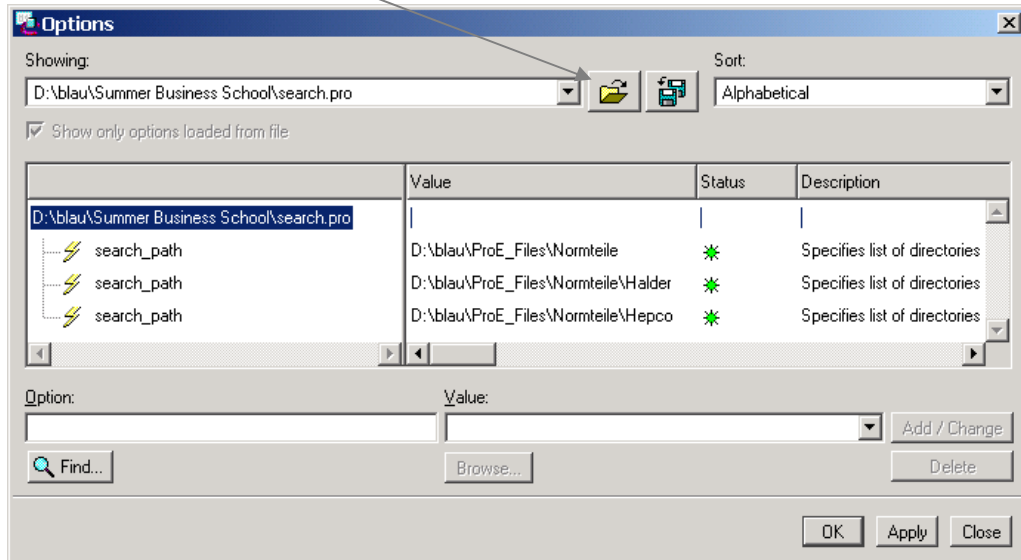 Options
Showing:
Sort:
D:\blau\Summer Business School\search.pro
Alphabetical
Show only options loaded from file
Value Status Description
D:\blau\Summer Business School\search.pro
search_path D:\blau\ProE_Files\Normteile Specifies list of directories
search_path D:\blau\ProE_Files\Normteile\Halder Specifies list of directories
search_path D:\blau\ProE_Files\Normteile\Hepco Specifies list of directories
Option: Value:
Add / Change
Find... Browse... Delete
OK Apply Close